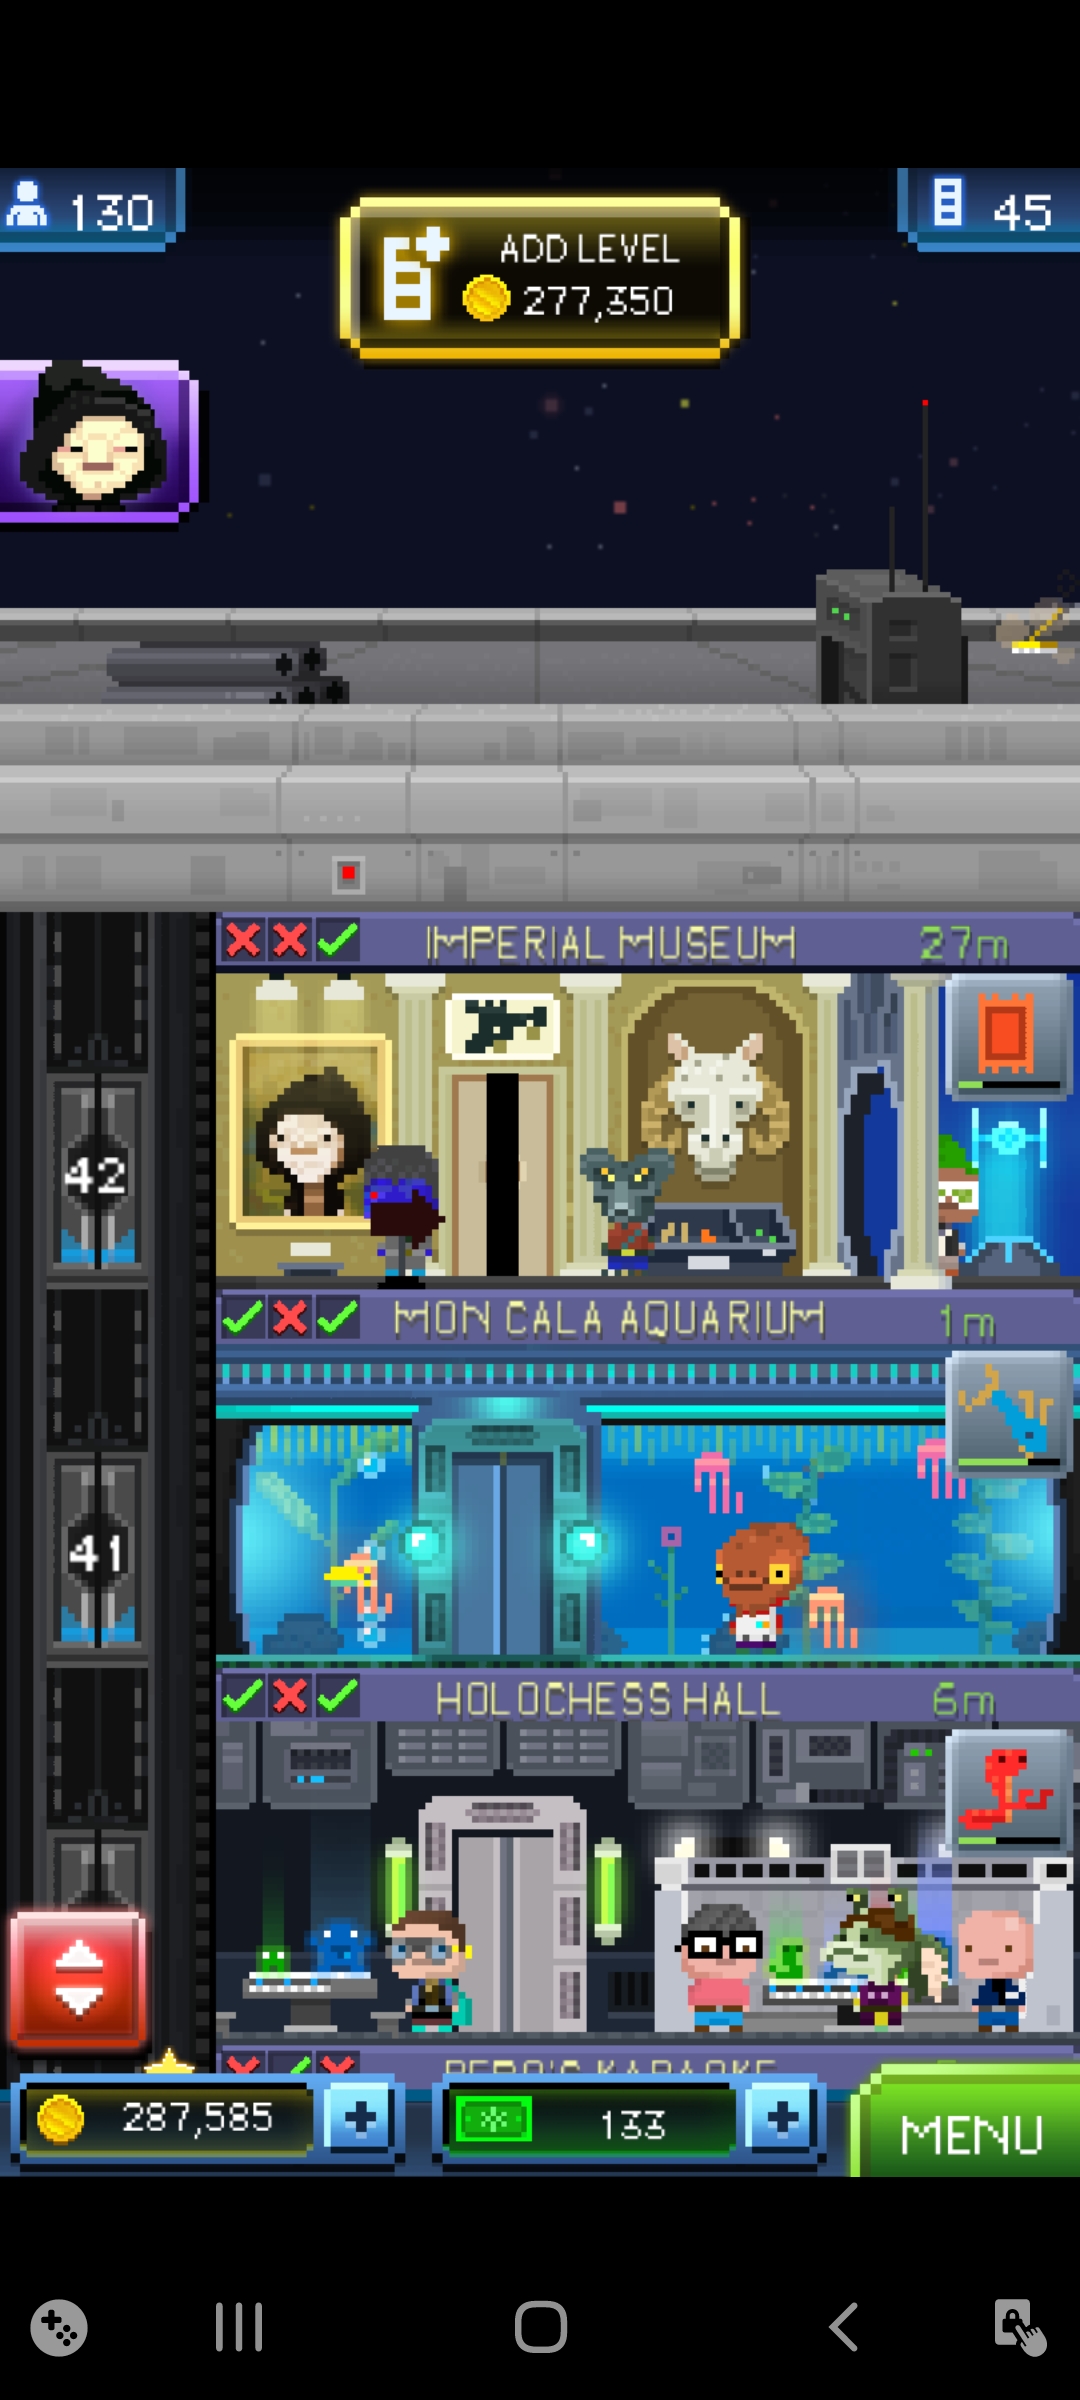 130
ADD LEVEL
277,350
45
IMPERIAL MUSEUM 27m
42
MON CALA AQUARIUM 1m
41
HOLOCHESS HALL 6m
KARAOKE
287,585
133
MENU